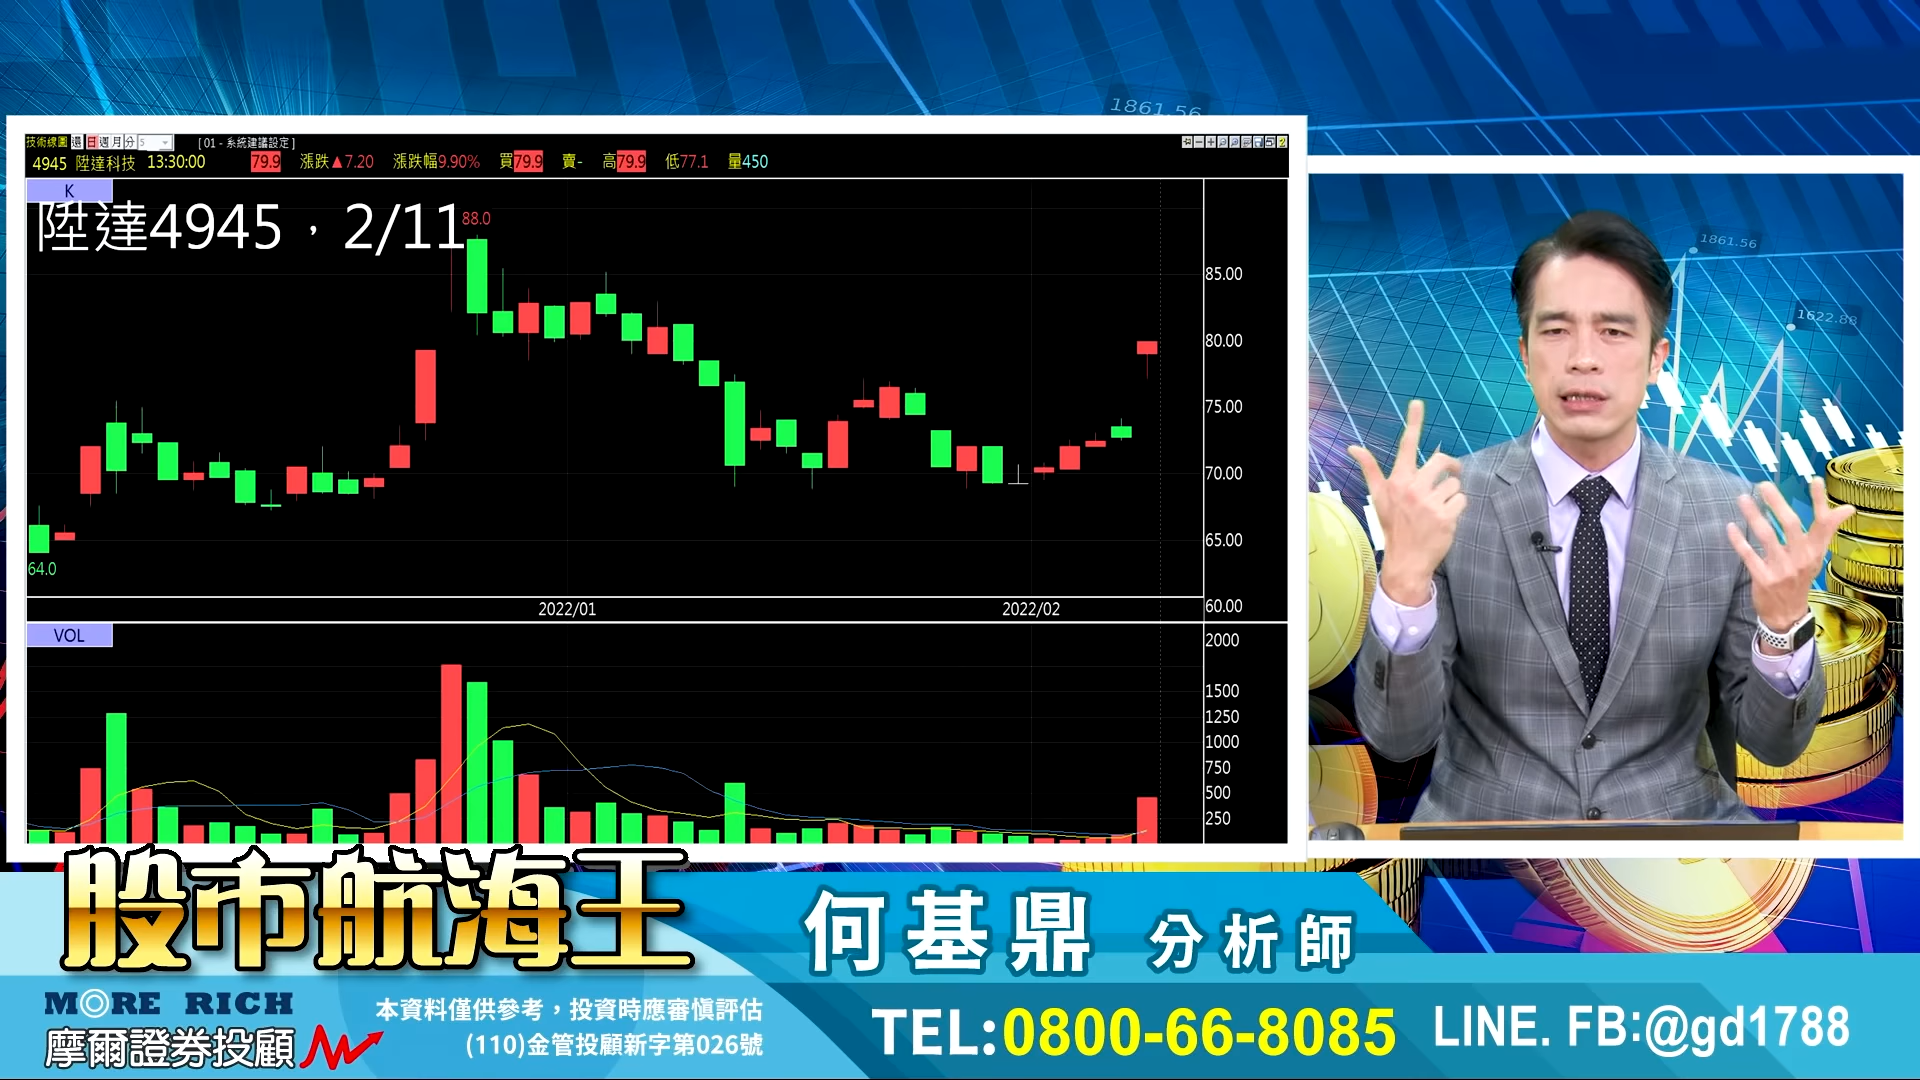 1861.56
技術線圖 還 日 週 月 分 5 [ 01 - 系統建議設定 ]
4945 陞達科技 13:30:00 79.9 漲跌▲7.20 漲跌幅9.90% 買79.9 賣- 高79.9 低77.1 量450
K
陞達4945，2/11
88.0
85.00
80.00
75.00
70.00
65.00
64.0
60.00
2022/01 2022/02
VOL
2000
1500
1250
1000
750
500
250
1861.56
1622.88
股市航海王
何基鼎 分析師
MORE RICH
摩爾證券投顧
本資料僅供參考，投資時應審慎評估
(110)金管投顧新字第026號
TEL:0800-66-8085
LINE. FB:@gd1788